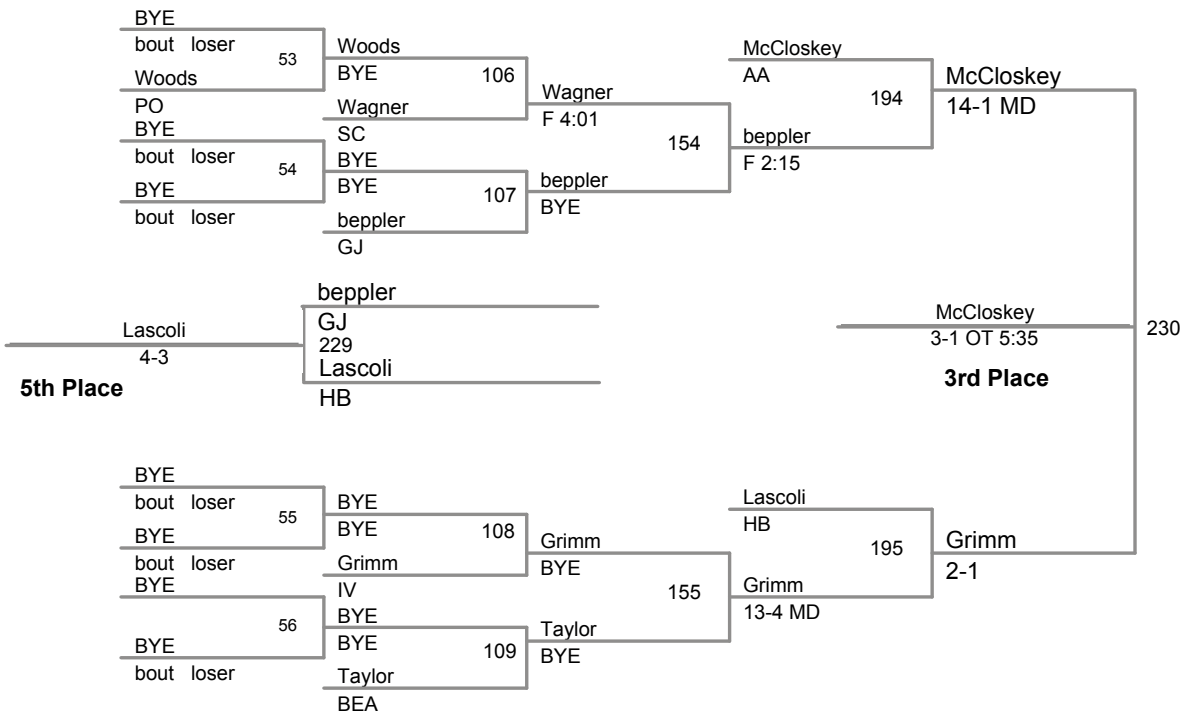 BYE
bout loser
53
Woods
PO
Woods
BYE
106
Wagner
SC
BYE
bout loser
54
BYE
bout loser
BYE
BYE
107
beppler
GJ
Wagner
F 4:01
154
beppler
BYE
McCloskey
AA
194
beppler
F 2:15
McCloskey
14-1 MD
beppler
GJ
229
Lascoli
HB
Lascoli
4-3
5th Place
McCloskey
3-1 OT 5:35
3rd Place
230
BYE
bout loser
55
BYE
bout loser
BYE
BYE
108
Grimm
IV
BYE
56
BYE
bout loser
BYE
BYE
109
Taylor
BEA
Grimm
BYE
155
Taylor
BYE
Lascoli
HB
195
Grimm
13-4 MD
Grimm
2-1